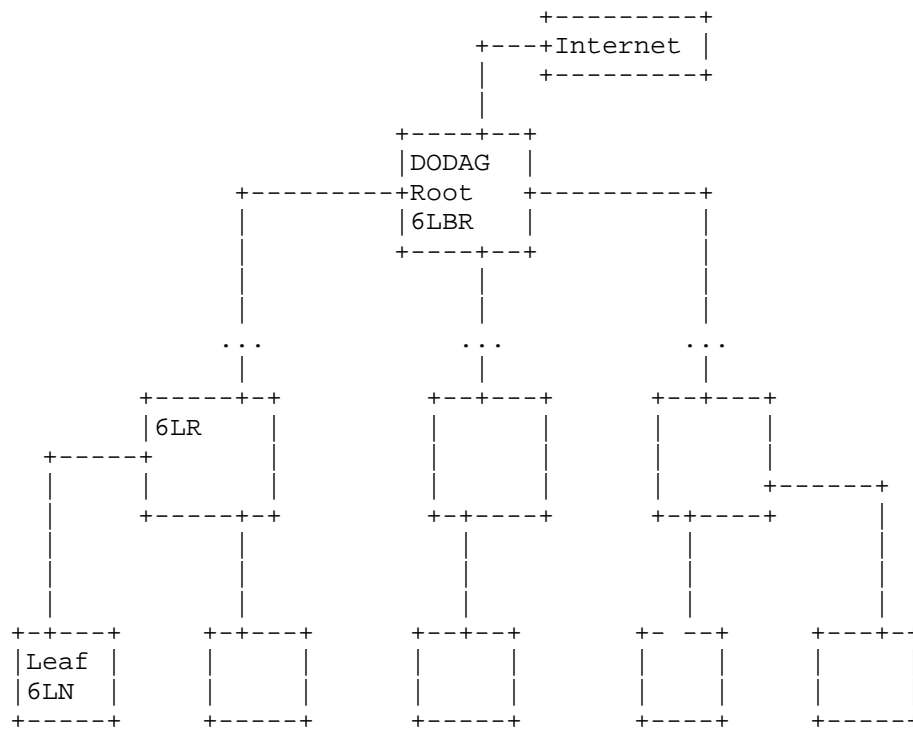 Internet
DODAG
Root
6LBR
... ... ...
6LR
Leaf
6LN